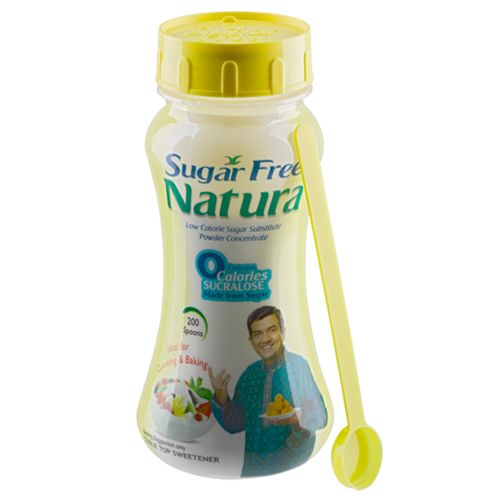 Sugar Free
Natura
Low Calorie Sugar Substitute
Powder Concentrate
0
Calories
SUCRALOSE
Made from Sugar
200
Spoons
Ideal for
Cooking & Baking
TOP SWEETENER